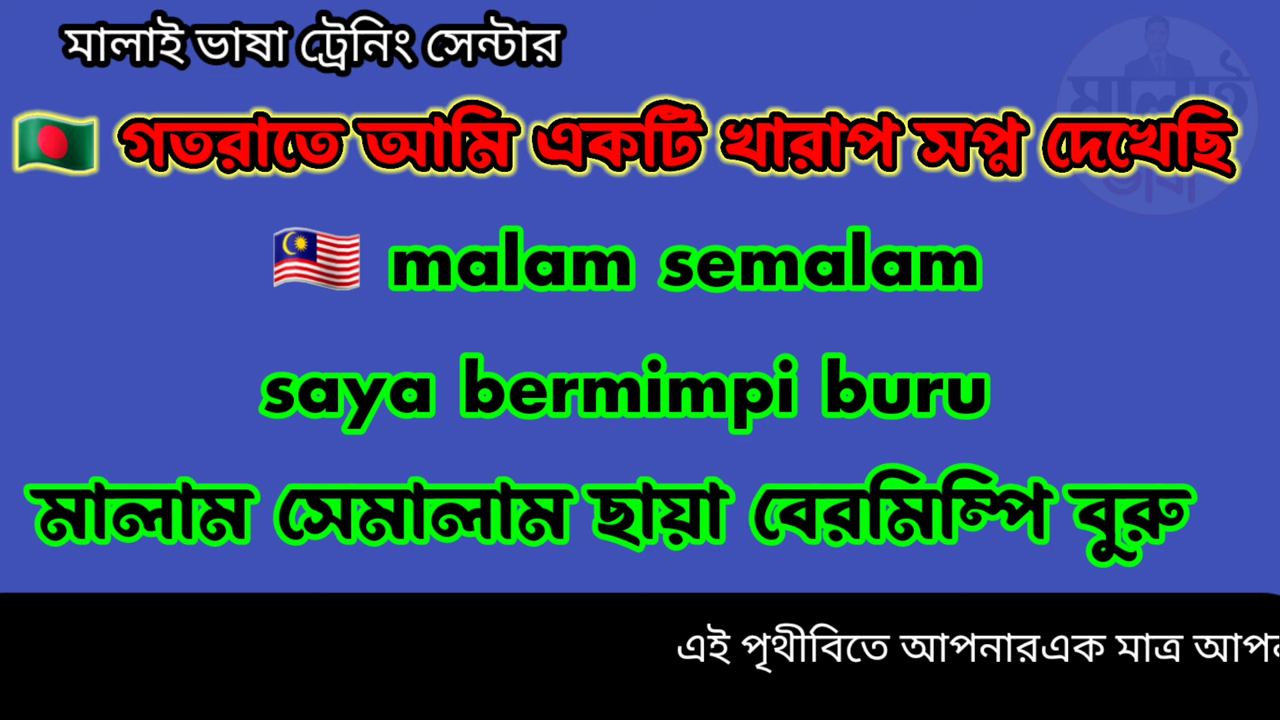 মালাই ভাষা ট্রেনিং সেন্টার
গতরাতে আমি একটি খারাপ সপ্ন দেখেছি
malam semalam
saya bermimpi buru
মালাম সেমালাম ছায়া বেরমিম্পি বুরু
এই পৃথীবিতে আপনারএক মাত্র
মালাই
ভাষা